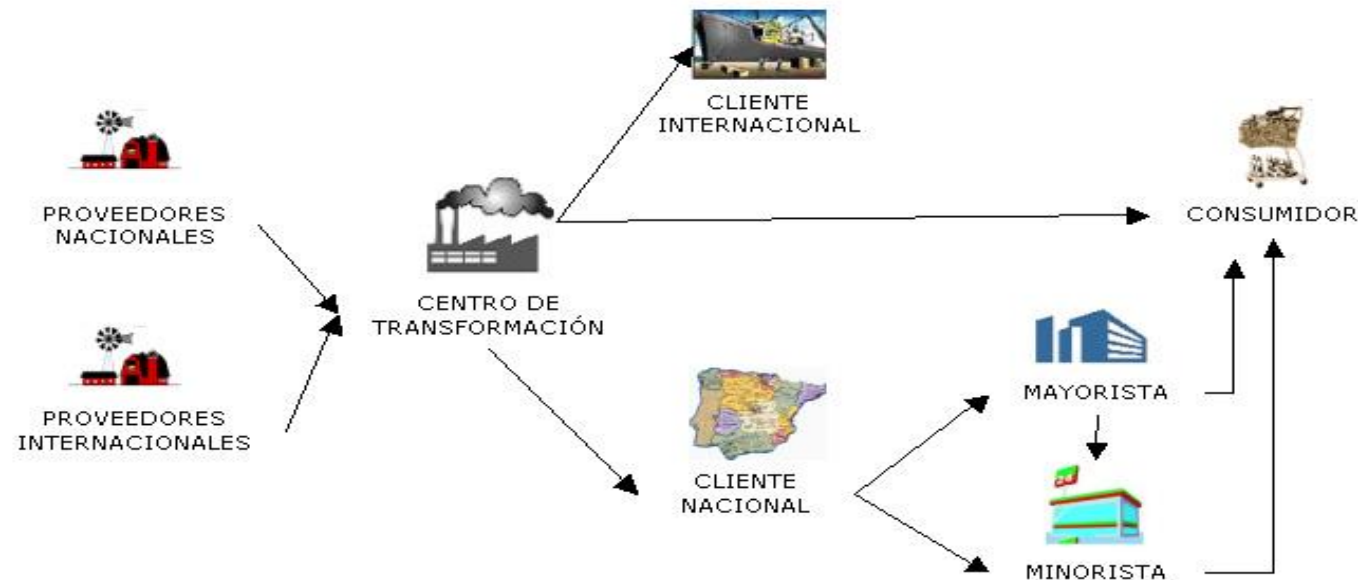 CLIENTE
INTERNACIONAL
PROVEEDORES
NACIONALES
CONSUMIDOR
CENTRO DE
TRANSFORMACIÓN
PROVEEDORES
INTERNACIONALES
MAYORISTA
CLIENTE
NACIONAL
MINORISTA